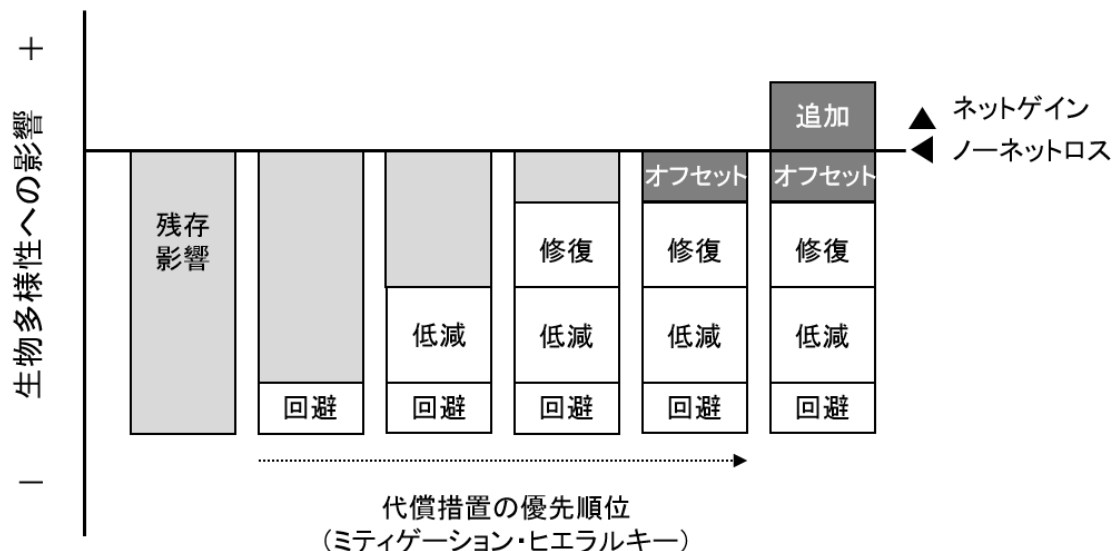 +
生物多様性への影響
－
残存
影響
回避
低減
回避
修復
低減
回避
オフセット
修復
低減
回避
追加
オフセット
修復
低減
回避
▲ ネットゲイン
◀ ノーネットロス
代償措置の優先順位
（ミティゲーション・ヒエラルキー）